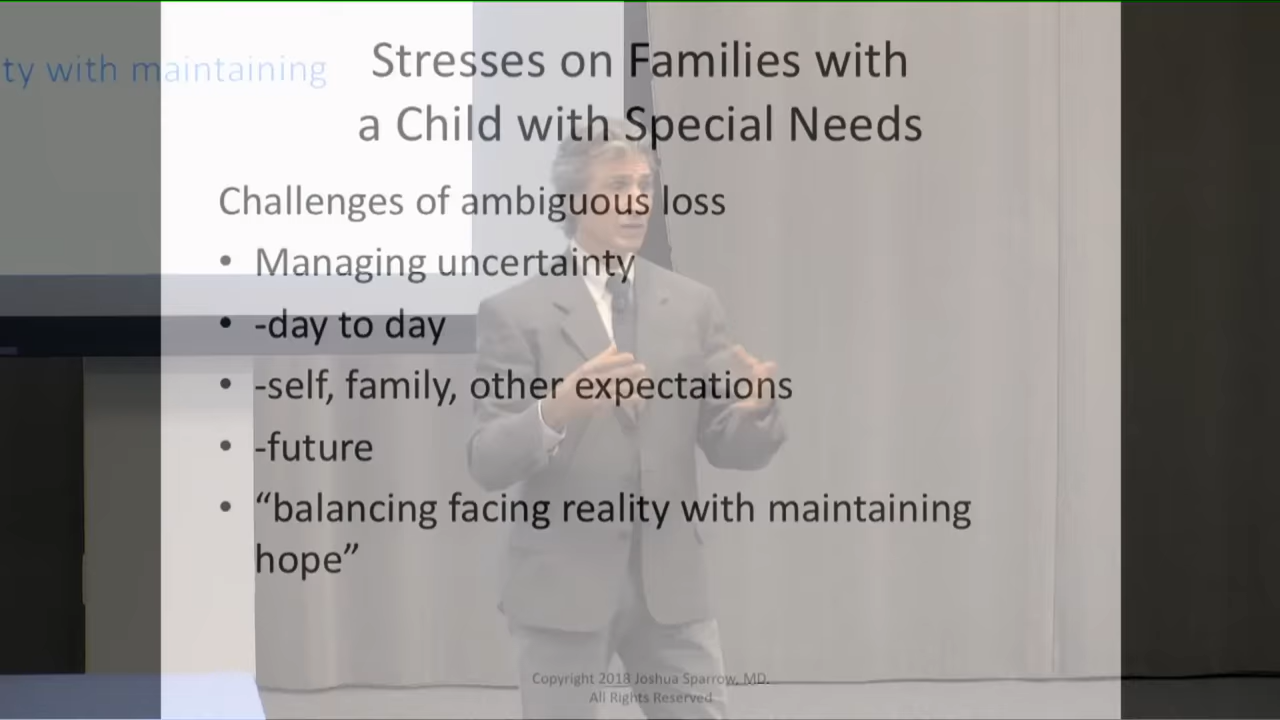 ty with maintaining
Stresses on Families with
a Child with Special Needs
Challenges of ambiguous loss
• Managing uncertainty
• -day to day
• -self, family, other expectations
• -future
• “balancing facing reality with maintaining
hope”
Copyright 2018 Joshua Sparrow, MD.
All Rights Reserved